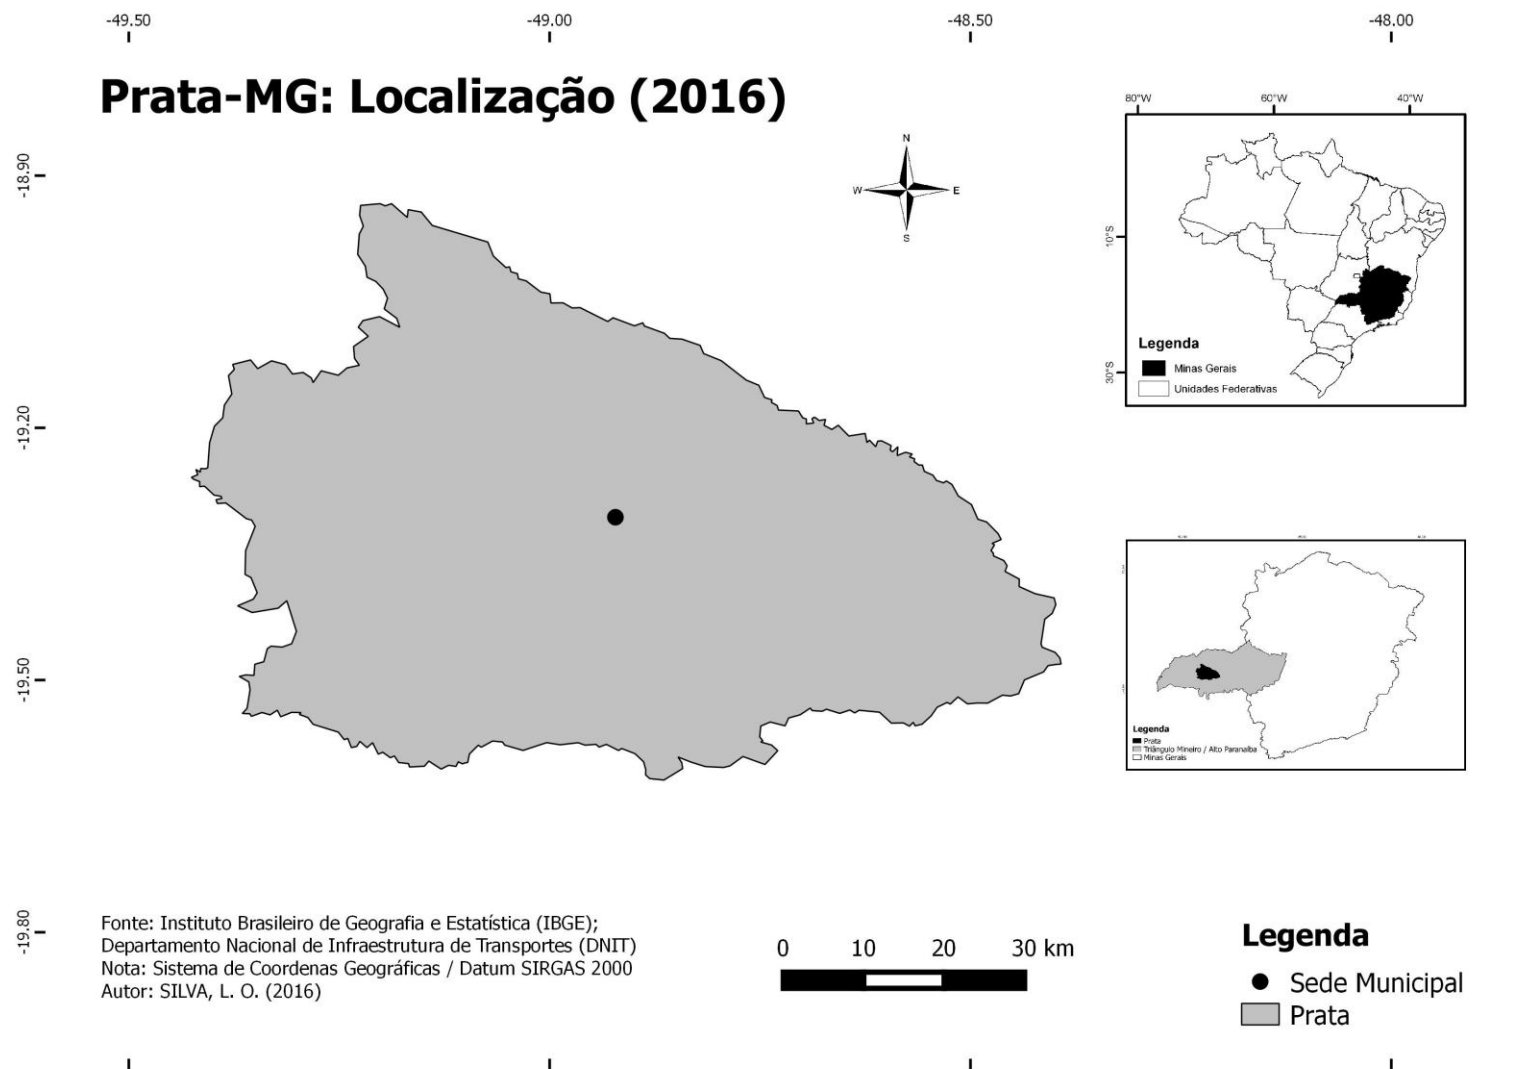 -49.50
-49.00
-48.50
-48.00
Prata-MG: Localização (2016)
-18.90
-19.20
-19.50
-19.80
N
W
E
S
80°W
60°W
40°W
10°S
30°S
Legenda
Minas Gerais
Unidades Federativas
Legenda
Prata
Triângulo Mineiro / Alto Paranaíba
Minas Gerais
Fonte: Instituto Brasileiro de Geografia e Estatística (IBGE);
Departamento Nacional de Infraestrutura de Transportes (DNIT)
Nota: Sistema de Coordenas Geográficas / Datum SIRGAS 2000
Autor: SILVA, L. O. (2016)
0 10 20 30 km
Legenda
Sede Municipal
Prata